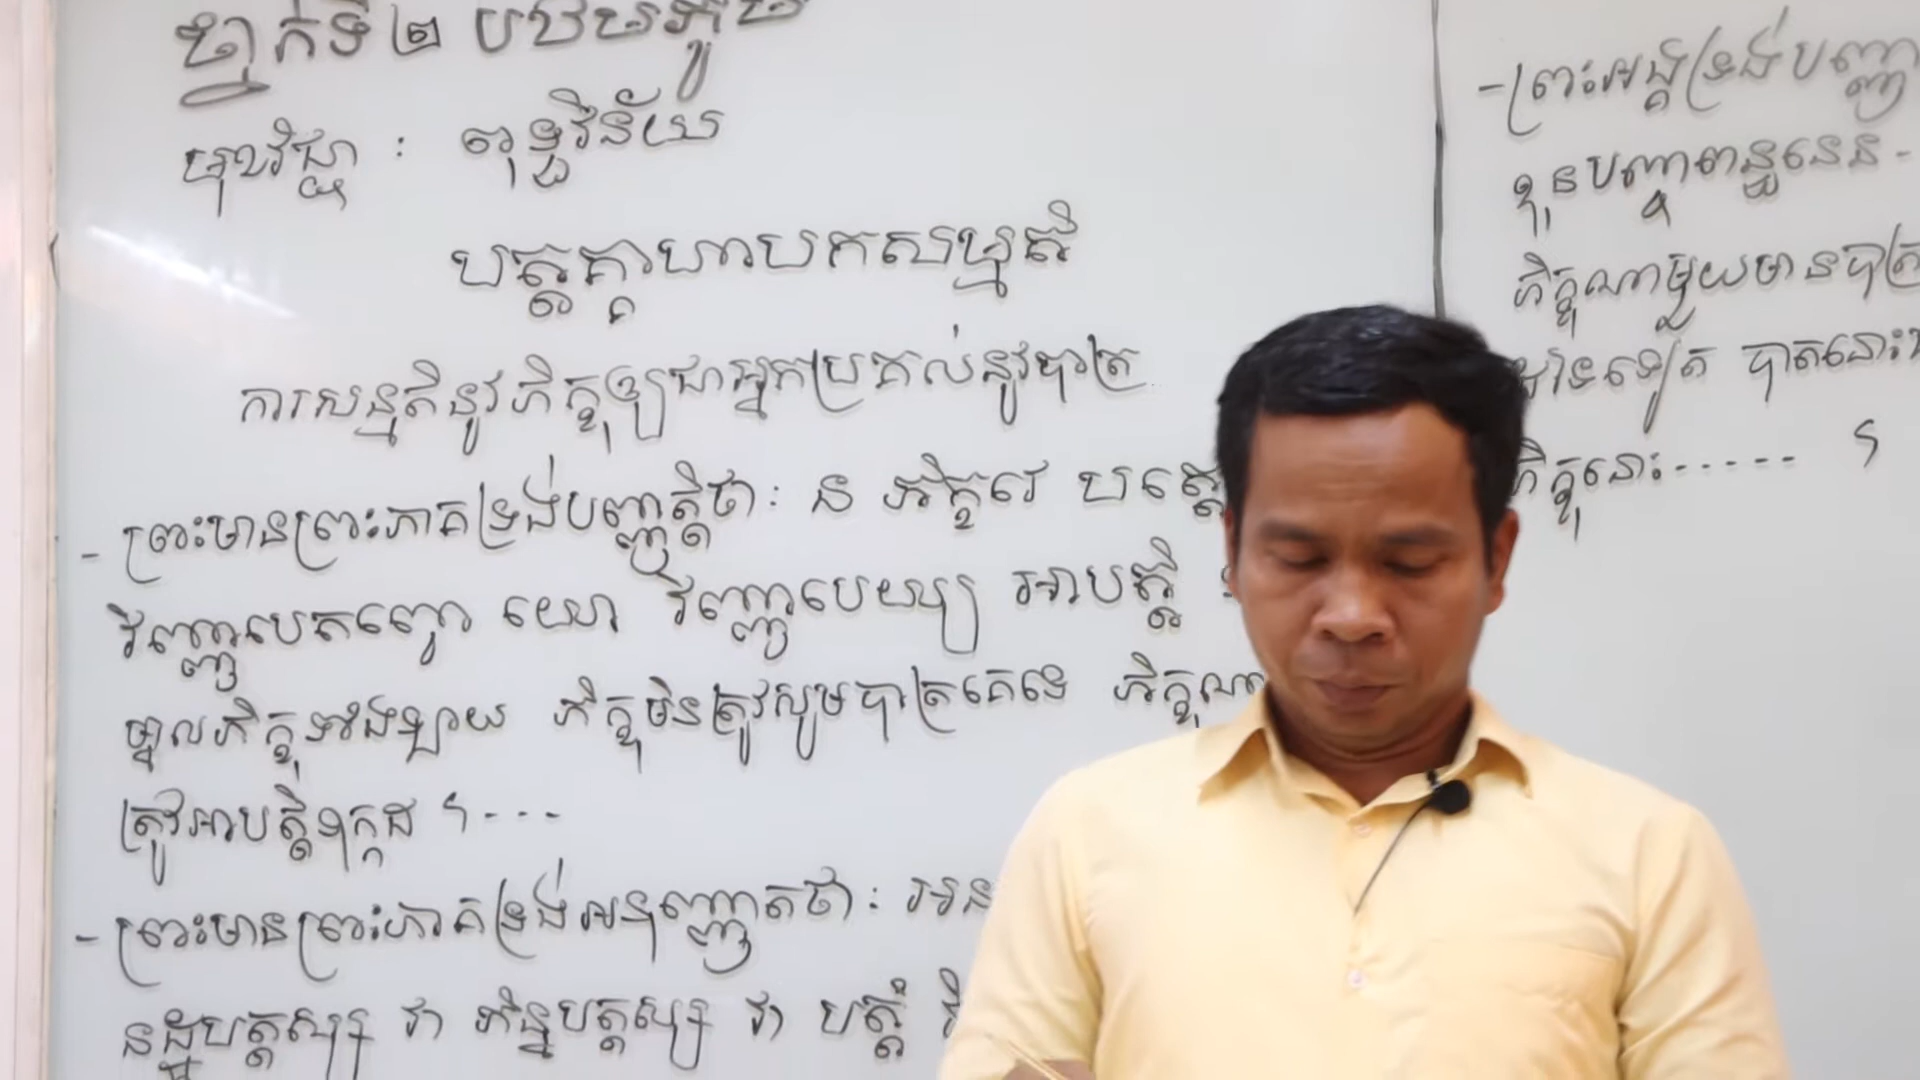 ថ្នាក់ទី ២ បឋមភូមិ
មុខវិជ្ជា : ពុទ្ធវិន័យ
បត្តគ្គាហាបកសម្មតិ
ការសន្មតិនូវភិក្ខុឲ្យជាអ្នកប្រគល់នូវបាត្រ
- ព្រះមានព្រះភាគទ្រង់បញ្ញត្តិថា: ន ភិក្ខវេ បត្តោ
វិញ្ញាបេតព្វោ យោ វិញ្ញាបេយ្យ អាបត្តិ
ម្នាលភិក្ខុទាំងឡាយ ភិក្ខុមិនត្រូវសូមបាត្រគេទេ ភិក្ខុណា
ត្រូវអាបត្តិទុក្កដ ។---
- ព្រះមានព្រះភាគទ្រង់អនុញ្ញាតថា: អន
នដ្ឋបត្តស្ស វា ភិន្នបត្តស្ស វា បត្តំ
- ព្រះអង្គទ្រង់បញ្ញ
ភិក្ខុណាមួយមានបាត្រ
ដទៃទៀត បាតនោះ
ភិក្ខុនោះ----- ។